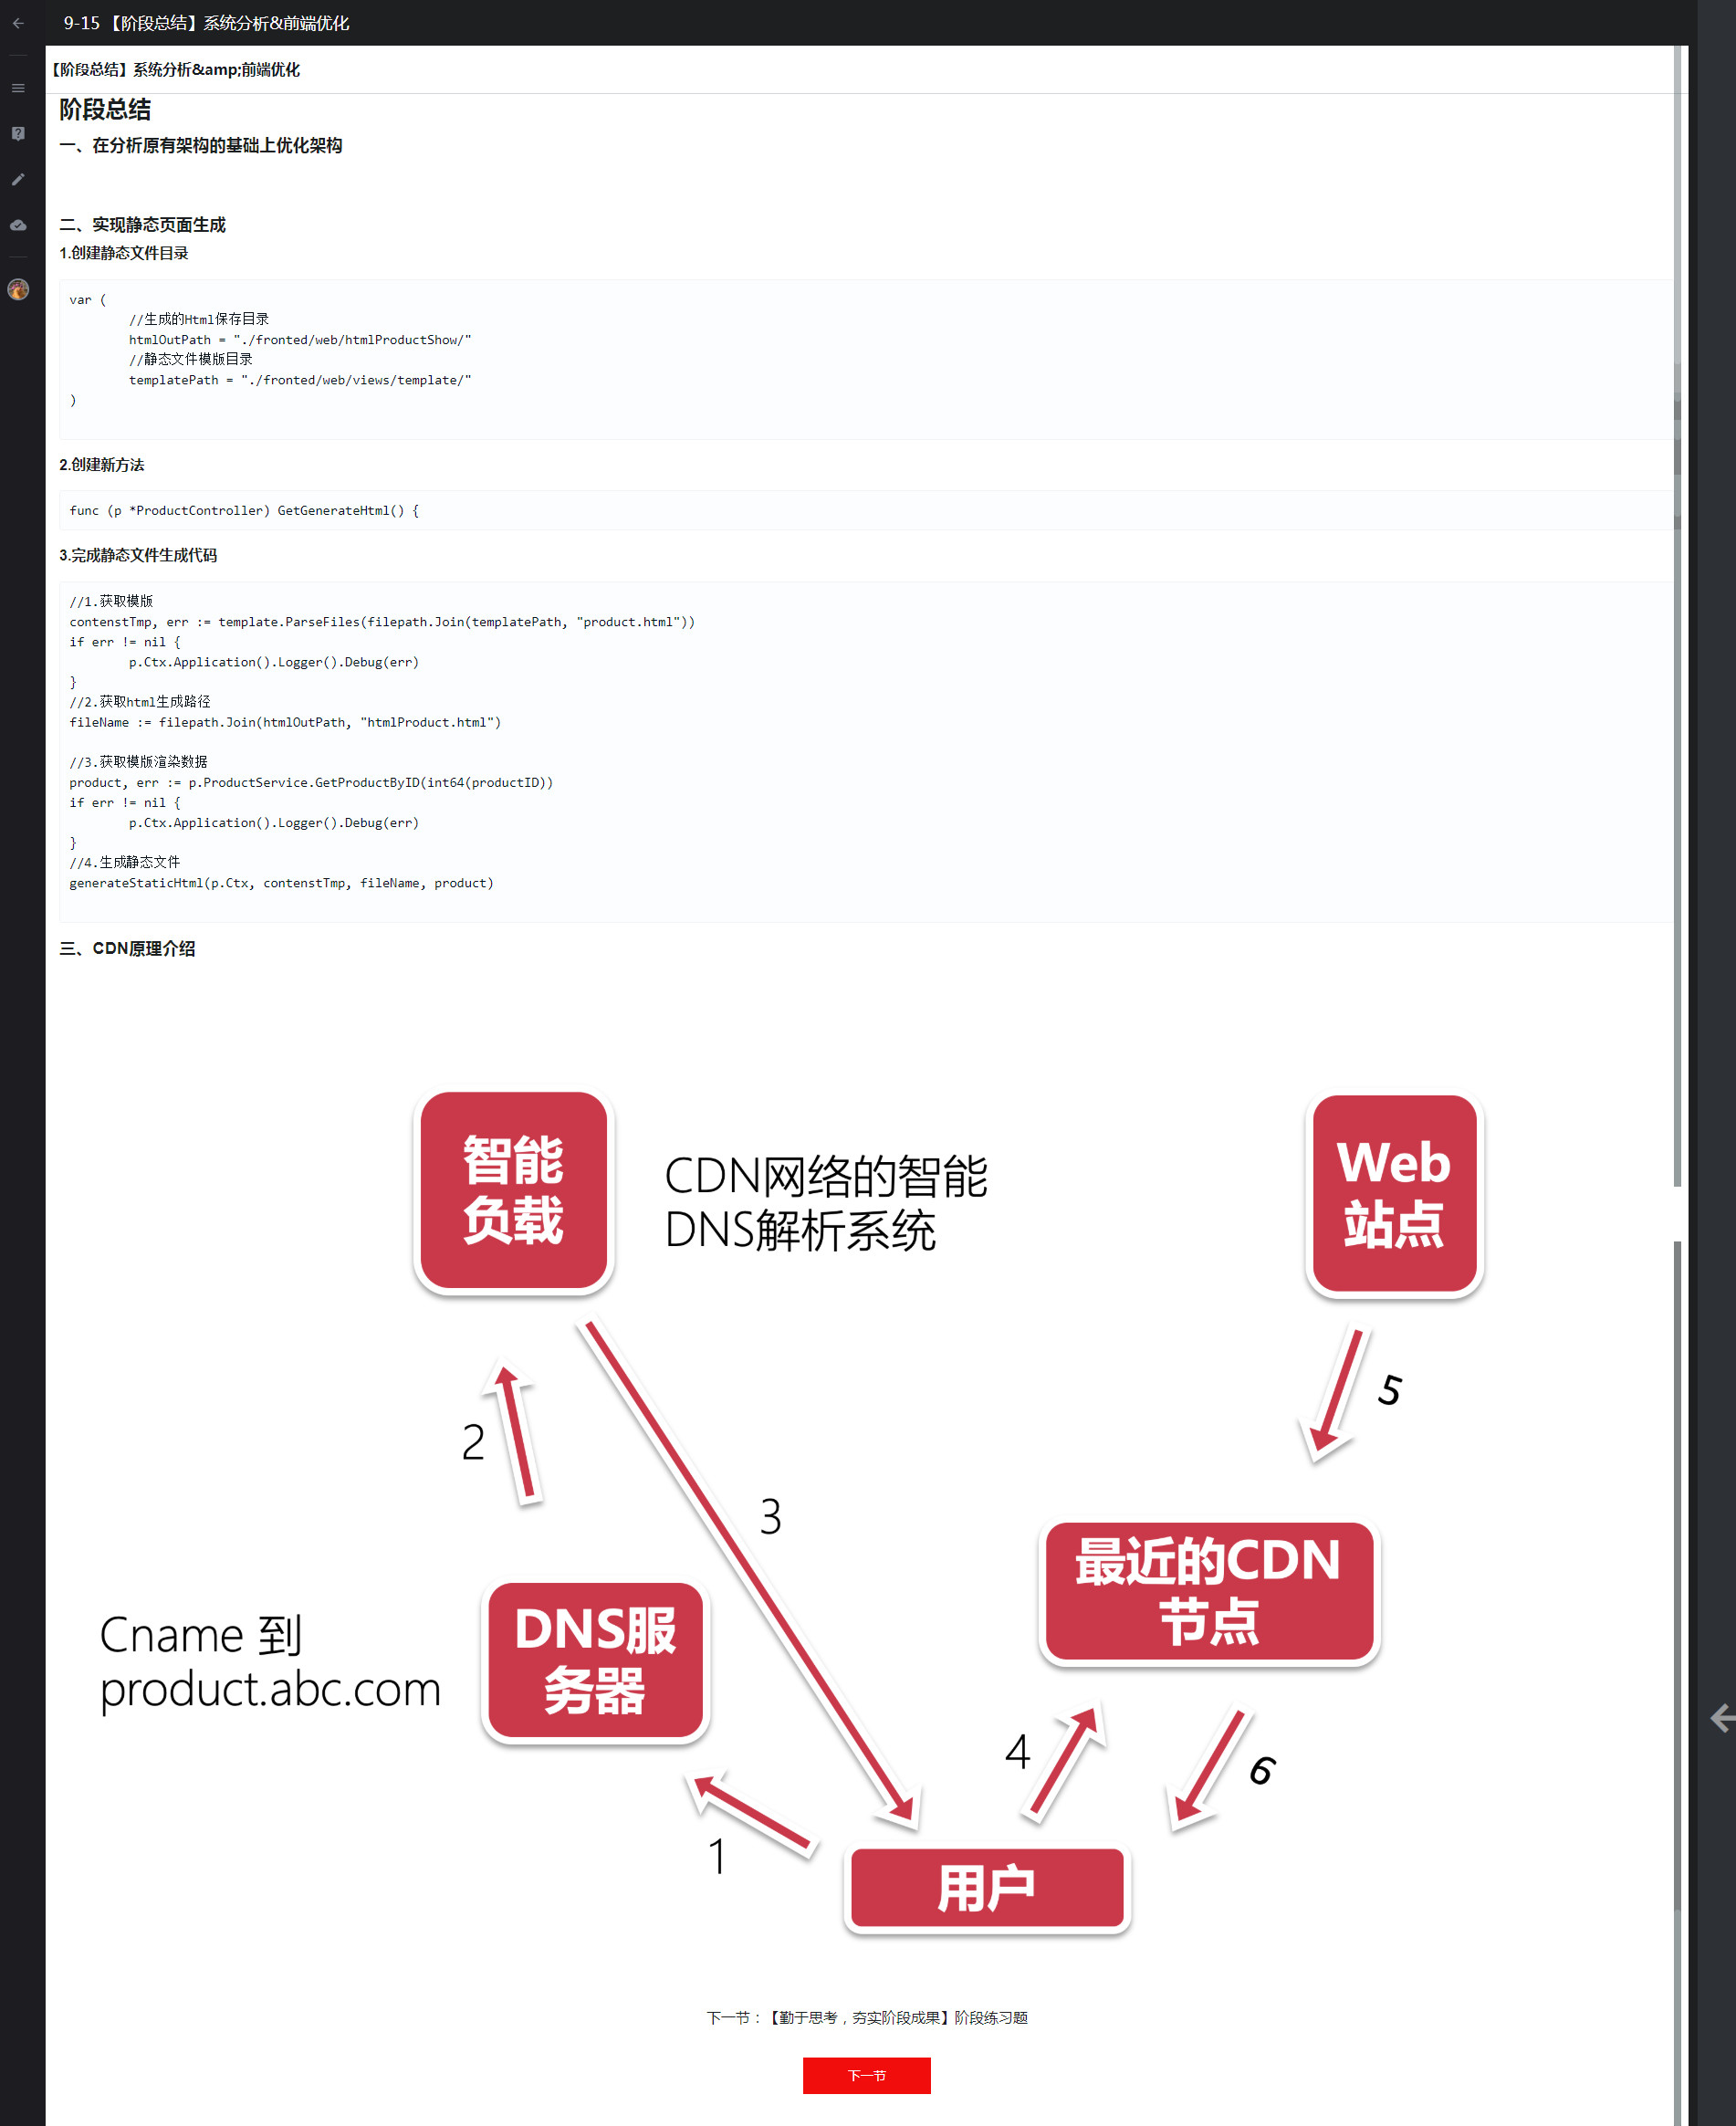 9-15 【阶段总结】系统分析&前端优化
【阶段总结】系统分析&amp;前端优化
阶段总结
一、在分析原有架构的基础上优化架构
二、实现静态页面生成
1.创建静态文件目录
var (
//生成的Html保存目录
htmlOutPath = "./fronted/web/htmlProductShow/"
//静态文件模版目录
templatePath = "./fronted/web/views/template/"
)
2.创建新方法
func (p *ProductController) GetGenerateHtml() {
3.完成静态文件生成代码
//1.获取模版
contenstTmp, err := template.ParseFiles(filepath.Join(templatePath, "product.html"))
if err != nil {
p.Ctx.Application().Logger().Debug(err)
}
//2.获取html生成路径
fileName := filepath.Join(htmlOutPath, "htmlProduct.html")
//3.获取模版渲染数据
product, err := p.ProductService.GetProductByID(int64(productID))
if err != nil {
p.Ctx.Application().Logger().Debug(err)
}
//4.生成静态文件
generateStaticHtml(p.Ctx, contenstTmp, fileName, product)
三、CDN原理介绍
智能
负载
CDN网络的智能
DNS解析系统
Web
站点
5
2
3
最近的CDN
节点
DNS服
务器
Cname 到
product.abc.com
4
6
1
用户
下一节：【勤于思考，夯实阶段成果】阶段练习题
下一节